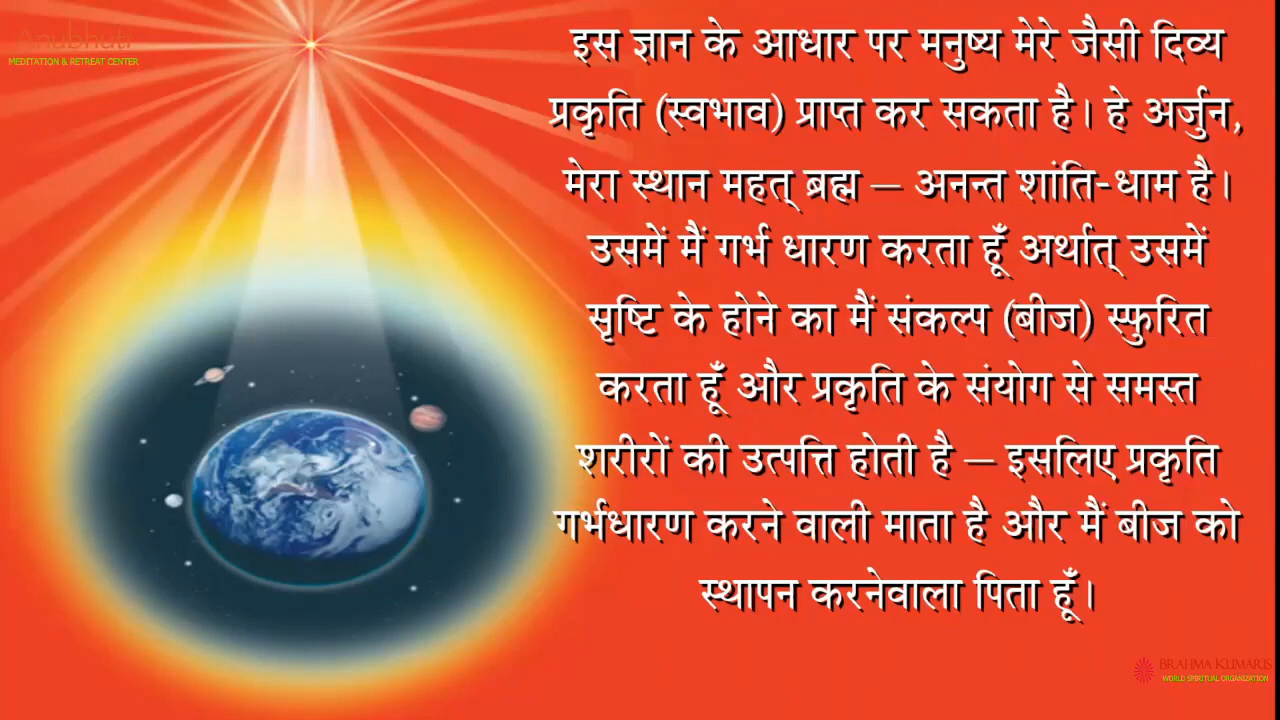 Anubhuti
MEDITATION & RETREAT CENTER
इस ज्ञान के आधार पर मनुष्य मेरे जैसी दिव्य
प्रकृति (स्वभाव) प्राप्त कर सकता है। हे अर्जुन,
मेरा स्थान महत् ब्रह्म – अनन्त शांति-धाम है।
उसमें मैं गर्भ धारण करता हूँ अर्थात् उसमें
सृष्टि के होने का मैं संकल्प (बीज) स्फुरित
करता हूँ और प्रकृति के संयोग से समस्त
शरीरों की उत्पत्ति होती है – इसलिए प्रकृति
गर्भधारण करने वाली माता है और मैं बीज को
स्थापन करनेवाला पिता हूँ।
BRAHMA KUMARIS
WORLD SPIRITUAL ORGANIZATION